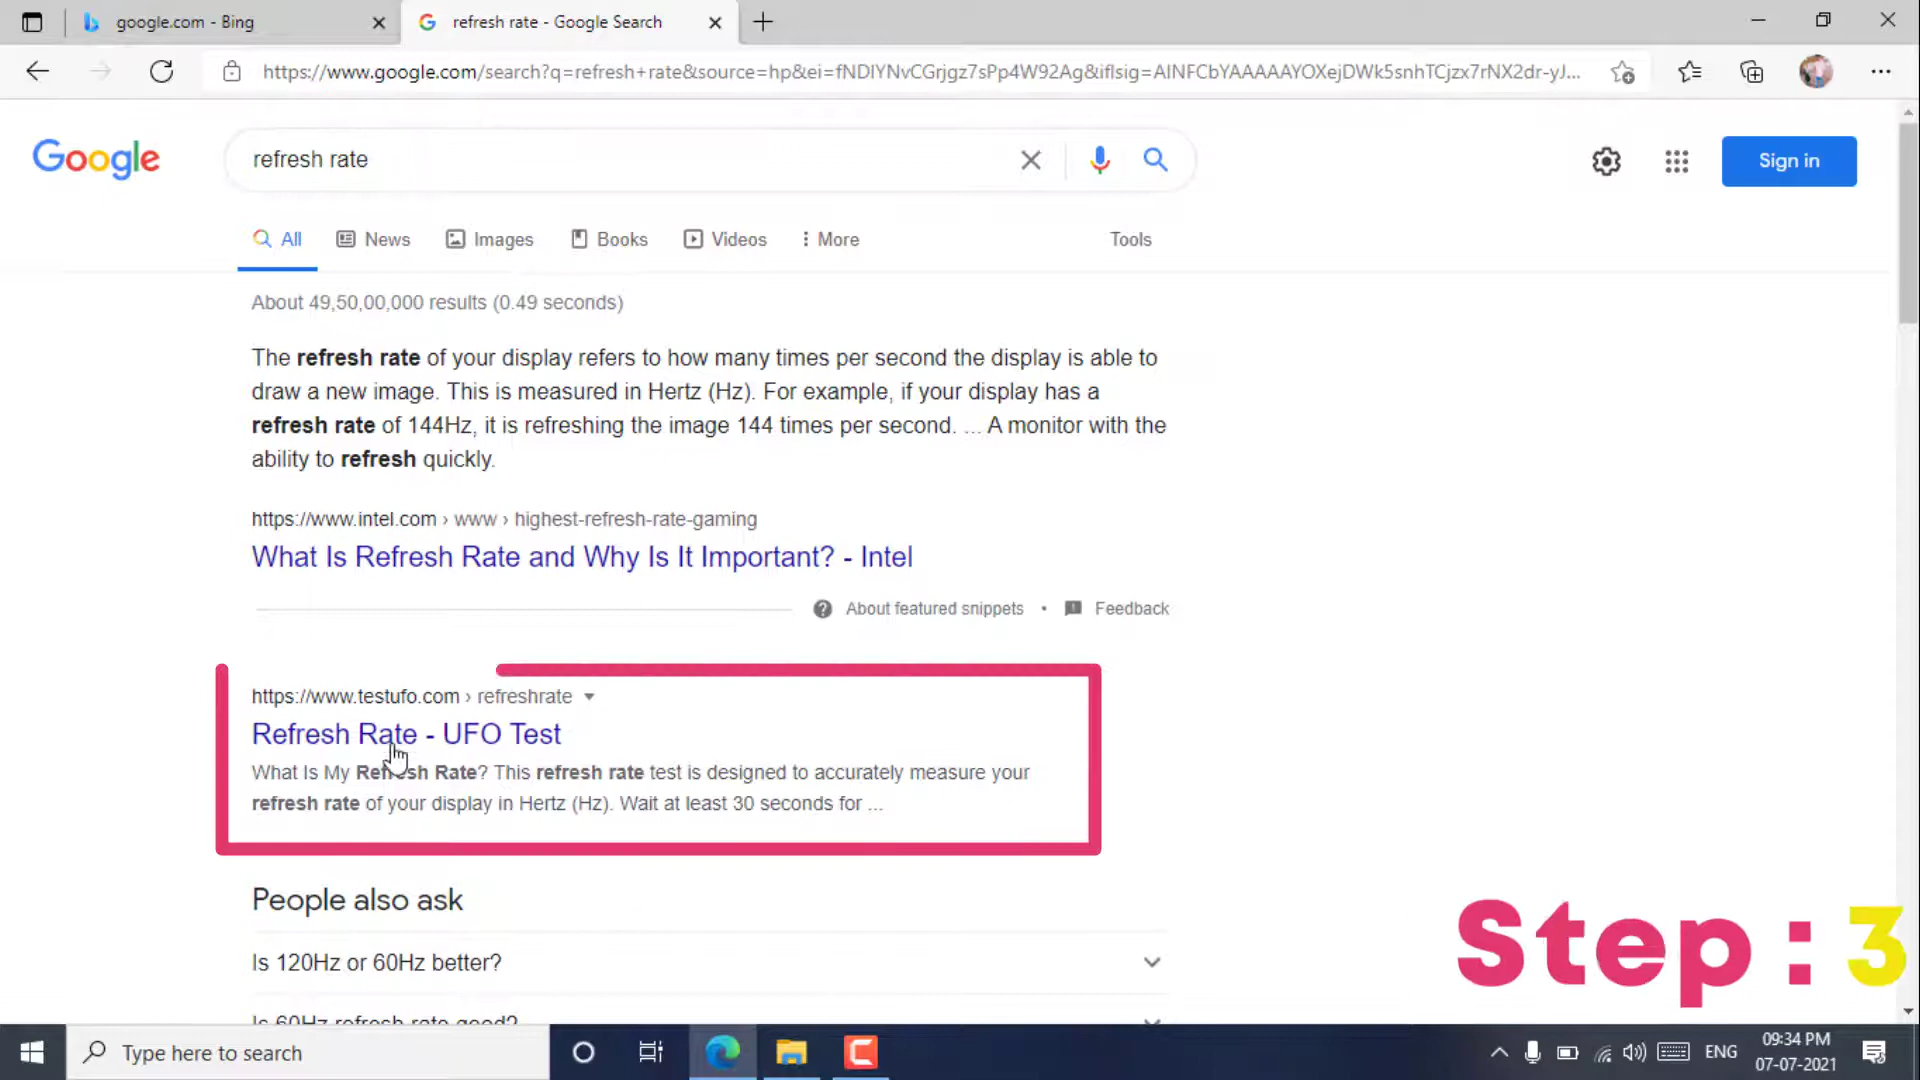 google.com - Bing
refresh rate - Google Search
https://www.google.com/search?q=refresh+rate&source=hp&ei=fNDlYNvCGrjgz7sPp4W92Ag&iflsig=AINFCbYAAAAAYOXejDWk5snhTCjzx7rNX2dr-yJ...
Google
refresh rate
Sign in
All
News
Images
Books
Videos
More
Tools
About 49,50,00,000 results (0.49 seconds)
The refresh rate of your display refers to how many times per second the display is able to
draw a new image. This is measured in Hertz (Hz). For example, if your display has a
refresh rate of 144Hz, it is refreshing the image 144 times per second. ... A monitor with the
ability to refresh quickly.
https://www.intel.com › www › highest-refresh-rate-gaming
What Is Refresh Rate and Why Is It Important? - Intel
About featured snippets • Feedback
https://www.testufo.com › refreshrate
Refresh Rate - UFO Test
What Is My Refresh Rate? This refresh rate test is designed to accurately measure your
refresh rate of your display in Hertz (Hz). Wait at least 30 seconds for ...
People also ask
Is 120Hz or 60Hz better?
Is 60Hz refresh rate good?
Step : 3
Type here to search
ENG
09:34 PM
07-07-2021